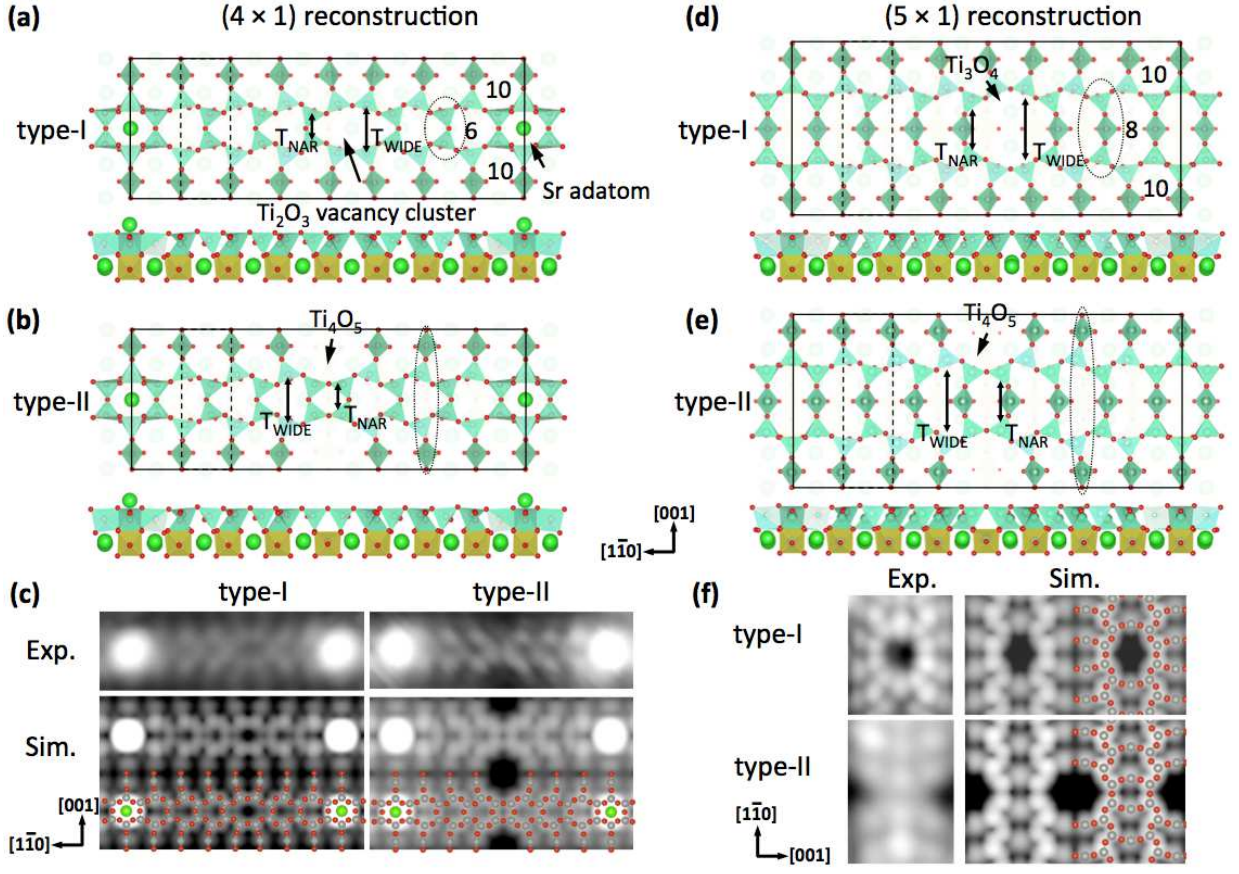 (a) (4 × 1) reconstruction
10
type-I
T_NAR T_WIDE 6
10
Sr adatom
Ti₂O₃ vacancy cluster
(b)
Ti₄O₅
type-II
T_WIDE T_NAR
[001]
[11̅0]
(c) type-I type-II
Exp.
Sim.
[001]
[11̅0]
(d) (5 × 1) reconstruction
Ti₃O₄ 10
type-I
8
T_NAR T_WIDE
10
(e)
Ti₄O₅
type-II
T_WIDE T_NAR
(f) Exp. Sim.
type-I
type-II
[11̅0]
[001]